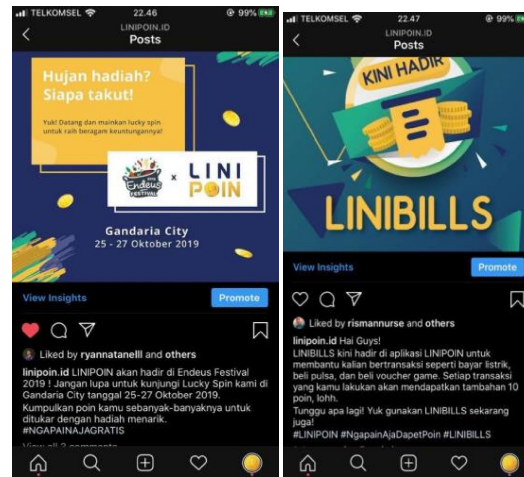 TELKOMSEL 22.46 99%
LINIPOIN.ID
Posts
Hujan hadiah?
Siapa takut!
Yuk! Datang dan mainkan lucky spin
untuk raih beragam keuntungannya!
Endeus
FESTIVAL
x
LINI
POIN
Gandaria City
25 - 27 Oktober 2019
View Insights
Promote
Liked by ryannatanelll and others
linipoin.id LINIPOIN akan hadir di Endeus Festival
2019 ! Jangan lupa untuk kunjungi Lucky Spin kami di
Gandaria City tanggal 25-27 Oktober 2019.
Kumpulkan poin kamu sebanyak-banyaknya untuk
ditukar dengan hadiah menarik.
#NGAPAINAJAGRATIS
View all 3 comments
TELKOMSEL 22.47 99%
LINIPOIN.ID
Posts
KINI HADIR
LINIBILLS
View Insights
Promote
Liked by rismannurse and others
linipoin.id Hai Guys!
LINIBILLS kini hadir di aplikasi LINIPOIN untuk
membantu kalian bertransaksi seperti bayar listrik,
beli pulsa, dan beli voucher game. Setiap transaksi
yang kamu lakukan akan mendapatkan tambahan 10
poin, lohh.
Tunggu apa lagi! Yuk gunakan LINIBILLS sekarang
juga!
#LINIPOIN #NgapainAjaDapetPoin #LINIBILLS